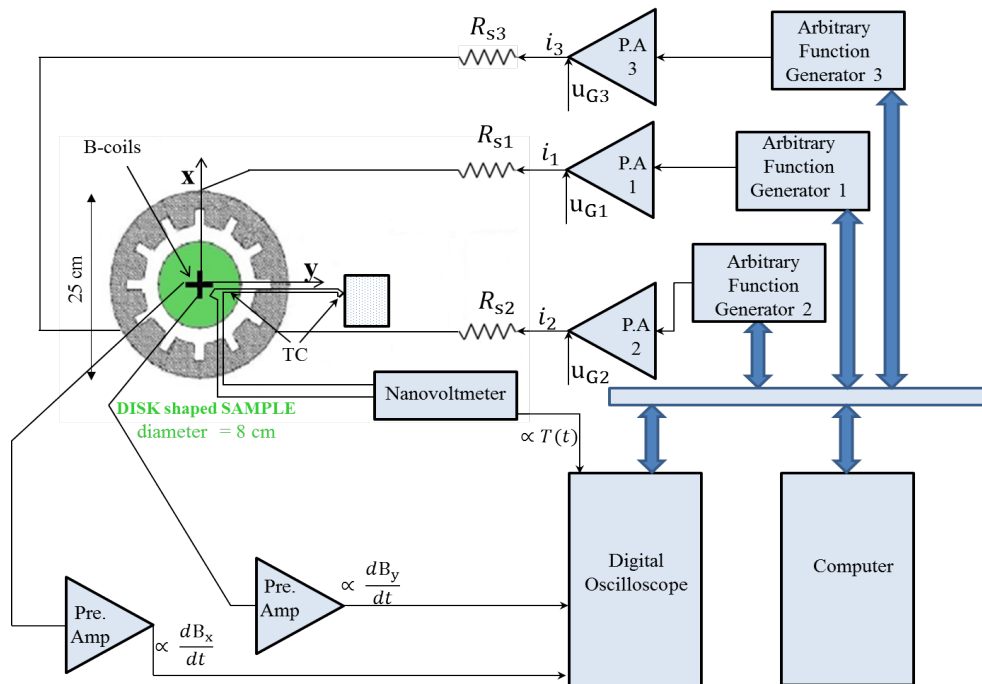 R_s3
i_3
P.A
3
u_G3
Arbitrary
Function
Generator 3
B-coils
x
R_s1
i_1
P.A
1
u_G1
Arbitrary
Function
Generator 1
25 cm
y
TC
R_s2
i_2
P.A
2
u_G2
Arbitrary
Function
Generator 2
Nanovoltmeter
DISK shaped SAMPLE
diameter = 8 cm
∝ T(t)
Digital
Oscilloscope
Computer
Pre.
Amp
∝ dB_y/dt
Pre.
Amp
∝ dB_x/dt